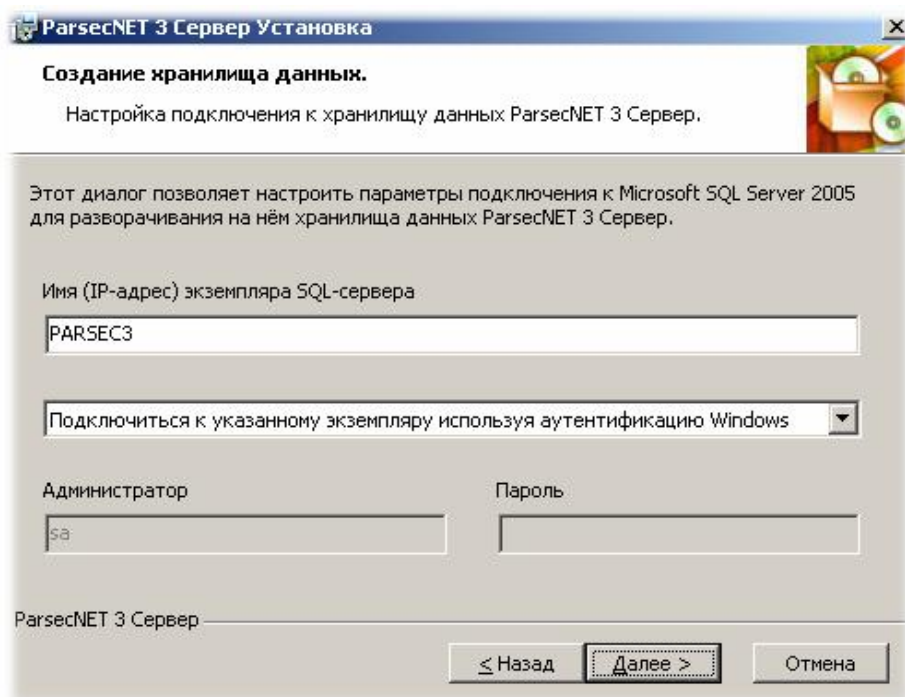 ParsecNET 3 Сервер Установка
Создание хранилища данных.
Настройка подключения к хранилищу данных ParsecNET 3 Сервер.
Этот диалог позволяет настроить параметры подключения к Microsoft SQL Server 2005
для разворачивания на нём хранилища данных ParsecNET 3 Сервер.
Имя (IP-адрес) экземпляра SQL-сервера
PARSEC3
Подключиться к указанному экземпляру используя аутентификацию Windows
Администратор
Пароль
sa
ParsecNET 3 Сервер
< Назад
Далее >
Отмена